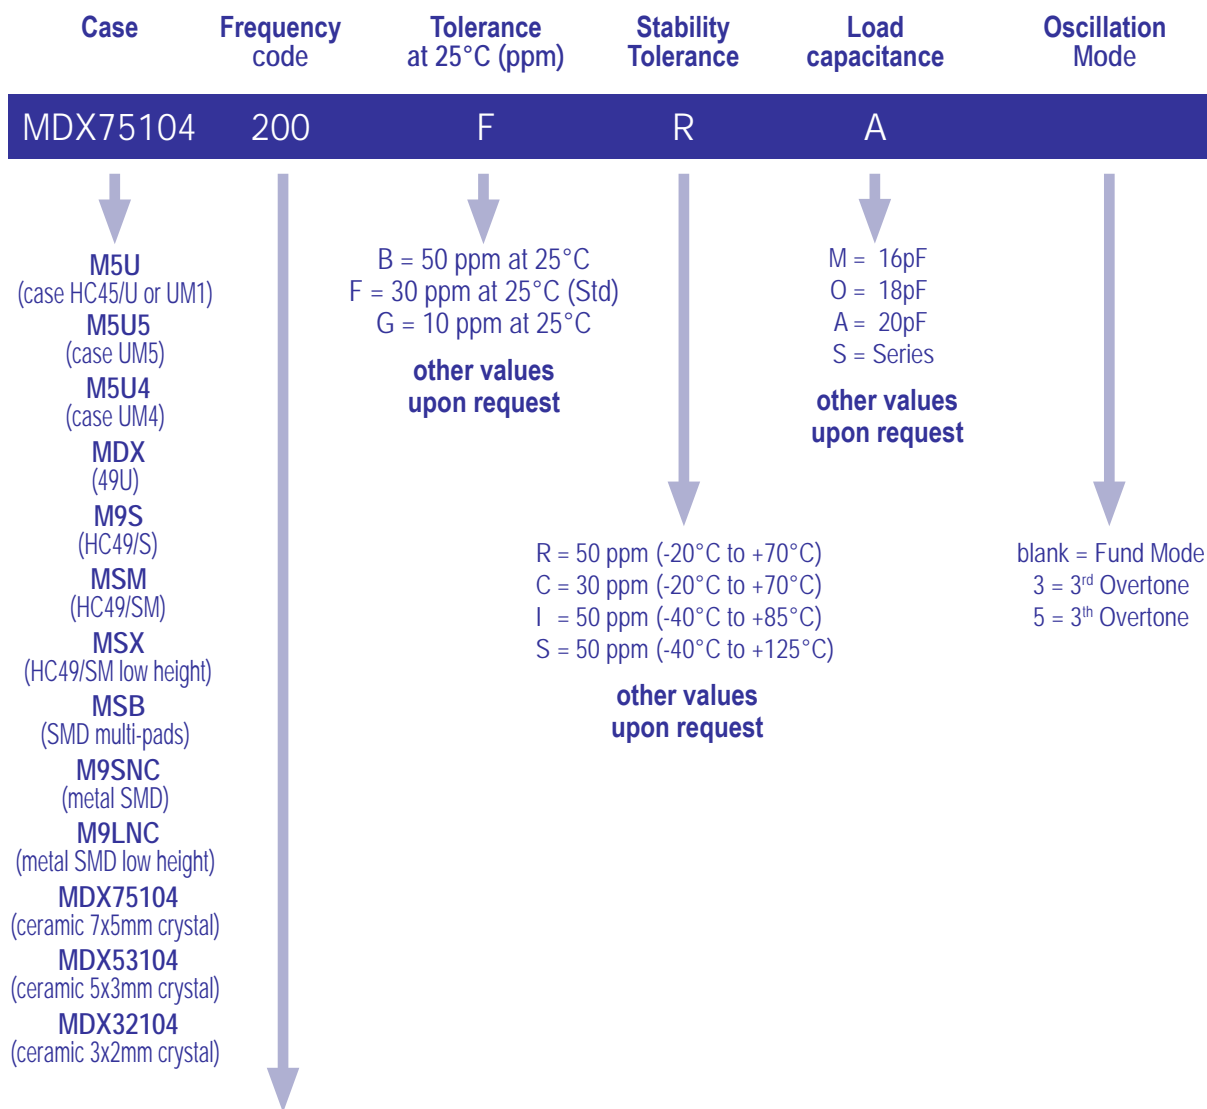 Case
Frequency
code
Tolerance
at 25°C (ppm)
Stability
Tolerance
Load
capacitance
Oscillation
Mode
MDX75104 200 F R A
M5U
(case HC45/U or UM1)
M5U5
(case UM5)
M5U4
(case UM4)
MDX
(49U)
M9S
(HC49/S)
MSM
(HC49/SM)
MSX
(HC49/SM low height)
MSB
(SMD multi-pads)
M9SNC
(metal SMD)
M9LNC
(metal SMD low height)
MDX75104
(ceramic 7x5mm crystal)
MDX53104
(ceramic 5x3mm crystal)
MDX32104
(ceramic 3x2mm crystal)
B = 50 ppm at 25°C
F = 30 ppm at 25°C (Std)
G = 10 ppm at 25°C
other values
upon request
R = 50 ppm (-20°C to +70°C)
C = 30 ppm (-20°C to +70°C)
I = 50 ppm (-40°C to +85°C)
S = 50 ppm (-40°C to +125°C)
other values
upon request
M = 16pF
O = 18pF
A = 20pF
S = Series
other values
upon request
blank = Fund Mode
3 = 3rd Overtone
5 = 3th Overtone